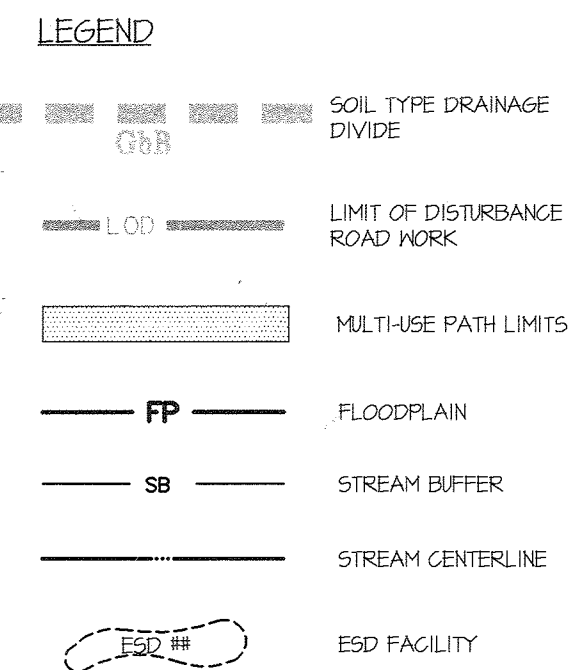 LEGEND
SOIL TYPE DRAINAGE
DIVIDE
GbB
LOD
LIMIT OF DISTURBANCE
ROAD WORK
MULTI-USE PATH LIMITS
FP
FLOODPLAIN
SB
STREAM BUFFER
STREAM CENTERLINE
ESD ##
ESD FACILITY